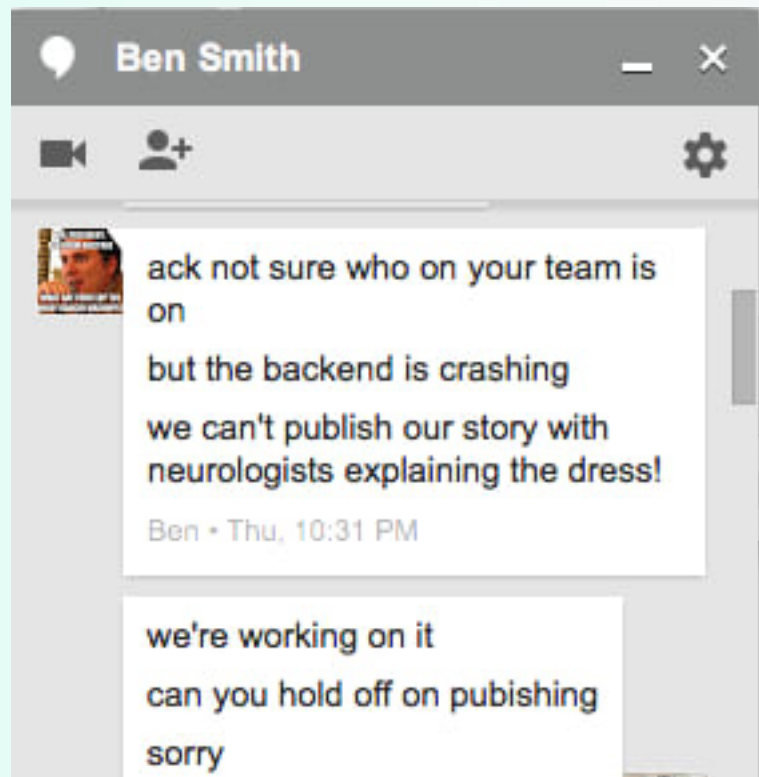 Ben Smith
ack not sure who on your team is
on
but the backend is crashing
we can't publish our story with
neurologists explaining the dress!
Ben • Thu, 10:31 PM
we're working on it
can you hold off on pubishing
sorry